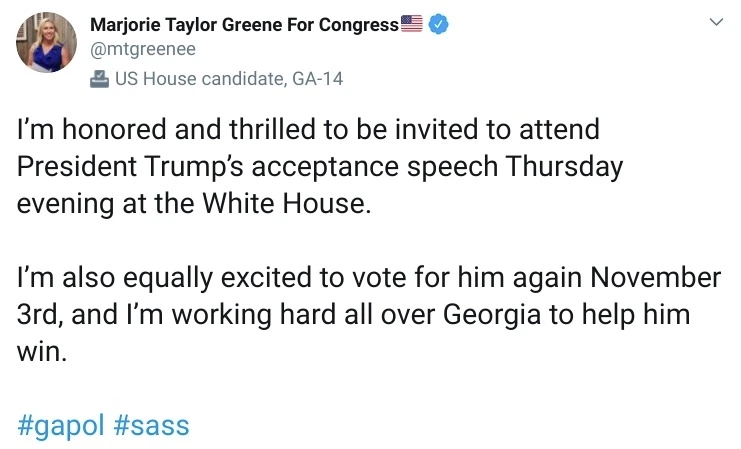 Marjorie Taylor Greene For Congress🇺🇸
@mtgreenee
US House candidate, GA-14
I’m honored and thrilled to be invited to attend
President Trump’s acceptance speech Thursday
evening at the White House.
I’m also equally excited to vote for him again November
3rd, and I’m working hard all over Georgia to help him
win.
#gapol #sass